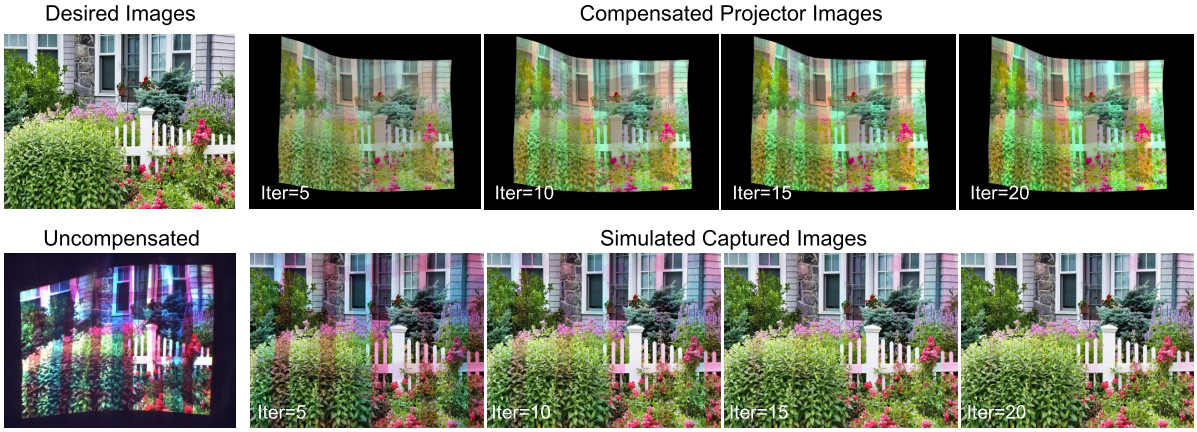 Desired Images
Compensated Projector Images
Iter=5
Iter=10
Iter=15
Iter=20
Uncompensated
Simulated Captured Images
Iter=5
Iter=10
Iter=15
Iter=20